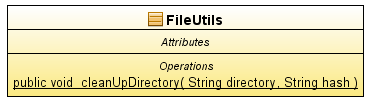 FileUtils
Attributes
Operations
public void cleanUpDirectory( String directory, String hash )